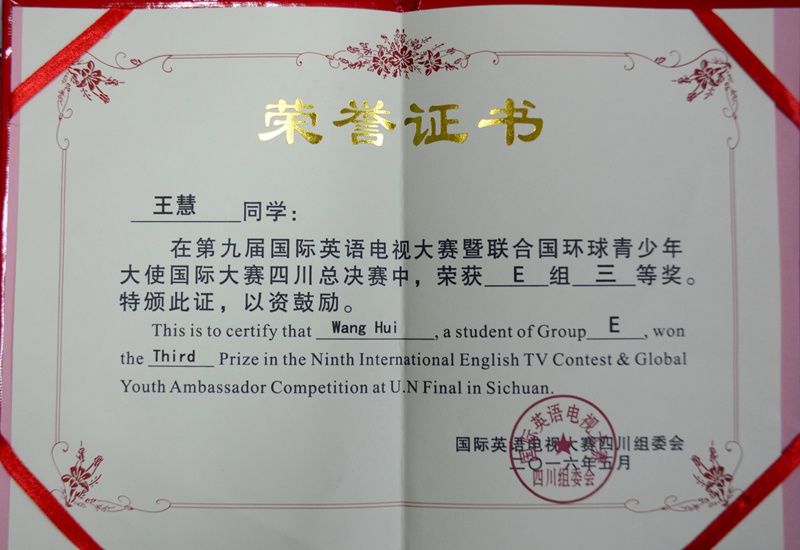 荣誉证书
王慧 同学：
在第九届国际英语电视大赛暨联合国环球青少年
大使国际大赛四川总决赛中，荣获 E 组 三 等奖。
特颁此证，以资鼓励。
This is to certify that Wang Hui, a student of Group E, won
the Third Prize in the Ninth International English TV Contest & Global
Youth Ambassador Competition at U.N Final in Sichuan.
国际英语电视大赛四川组委会
二〇一六年五月
国际英语电视大赛
四川组委会